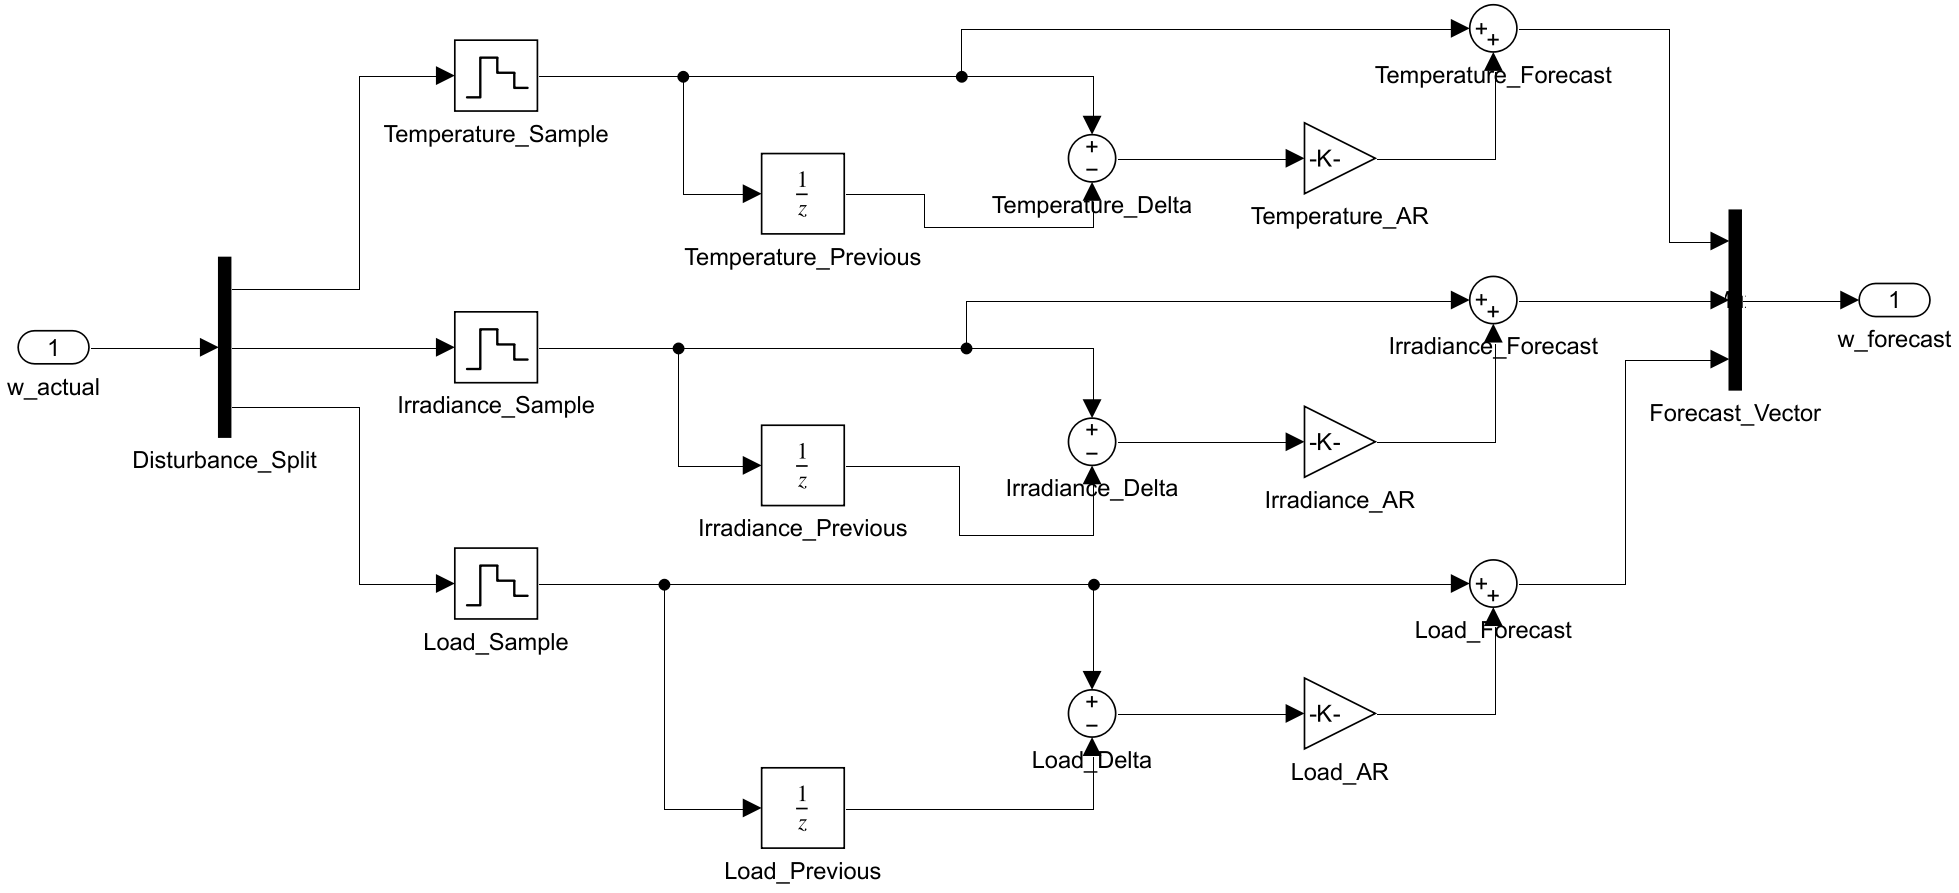 +
+
Temperature_Forecast
Temperature_Sample
+
−
-K-
1
z
Temperature_Delta
Temperature_AR
Temperature_Previous
+
+
1
w_forecast
Irradiance_Forecast
1
w_actual
Irradiance_Sample
Forecast_Vector
+
−
-K-
Disturbance_Split
1
z
Irradiance_Delta
Irradiance_AR
Irradiance_Previous
+
+
Load_Forecast
Load_Sample
+
−
-K-
Load_Delta
Load_AR
1
z
Load_Previous